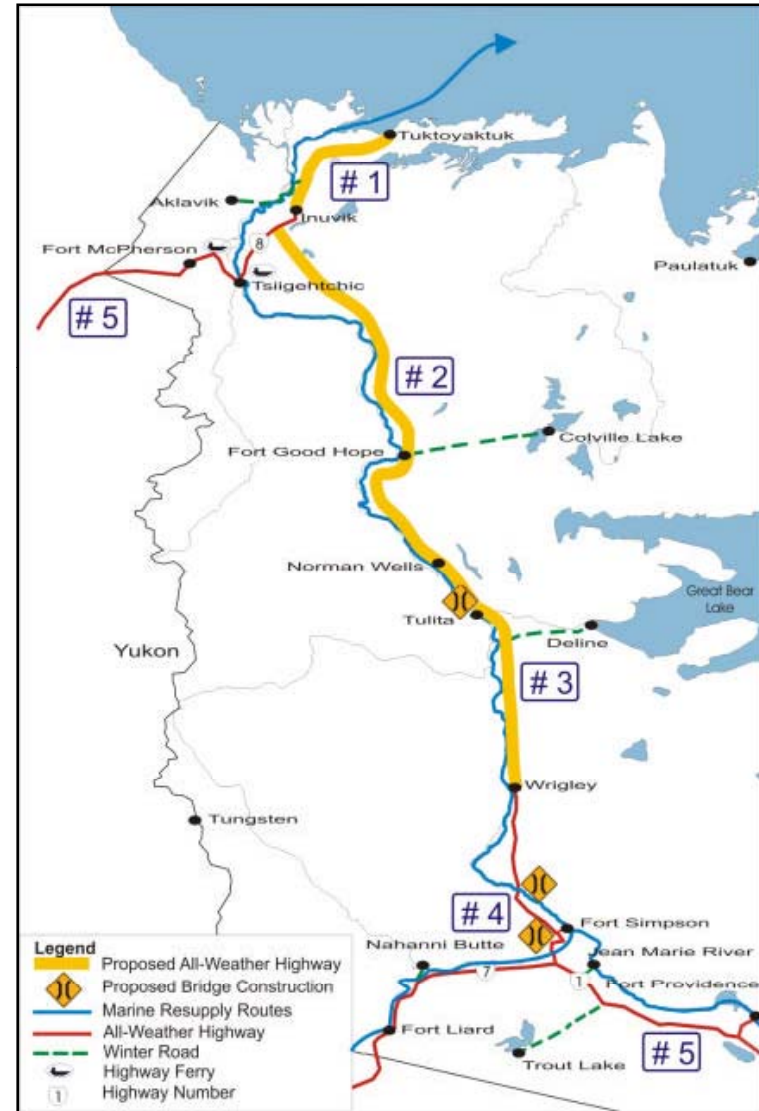 Tuktoyaktuk
# 1
Aklavik
Inuvik
8
Fort McPherson
Tsiigehtchic
Paulatuk
# 5
# 2
Colville Lake
Fort Good Hope
Norman Wells
Great Bear
Lake
Tulita
Deline
Yukon
# 3
Wrigley
Tungsten
# 4
Fort Simpson
Nahanni Butte
Jean Marie River
7
1
Fort Providence
Fort Liard
Trout Lake
# 5
Legend
Proposed All-Weather Highway
Proposed Bridge Construction
Marine Resupply Routes
All-Weather Highway
Winter Road
Highway Ferry
1 Highway Number